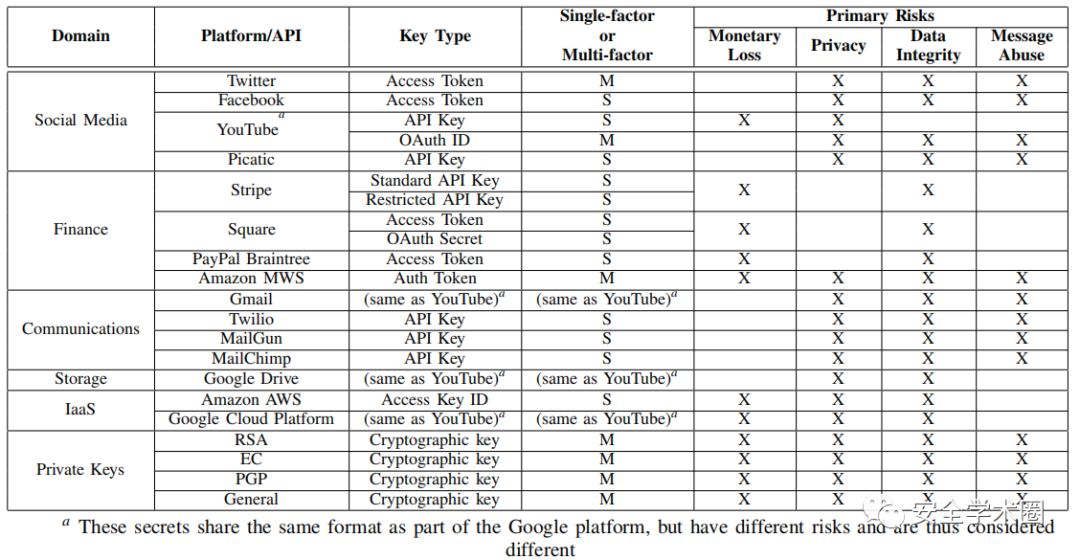 Domain Platform/API Key Type Single-factor or Multi-factor Primary Risks
Monetary Loss Privacy Data Integrity Message Abuse
Social Media Twitter Access Token M X X X
Facebook Access Token S X X X
YouTube a API Key S X X
OAuth ID M X X X
Picatic API Key S X X X
Finance Stripe Standard API Key S X X
Restricted API Key S
Square Access Token S X X
OAuth Secret S
PayPal Braintree Access Token S X X
Amazon MWS Auth Token M X X X X
Communications Gmail (same as YouTube)a (same as YouTube)a X X X
Twilio API Key S X X X
MailGun API Key S X X X
MailChimp API Key S X X X
Storage Google Drive (same as YouTube)a (same as YouTube)a X X
IaaS Amazon AWS Access Key ID S X X X
Google Cloud Platform (same as YouTube)a (same as YouTube)a X X X
Private Keys RSA Cryptographic key M X X X X
EC Cryptographic key M X X X X
PGP Cryptographic key M X X X X
General Cryptographic key M X X X X
安全学术圈
a These secrets share the same format as part of the Google platform, but have different risks and are thus considered
different